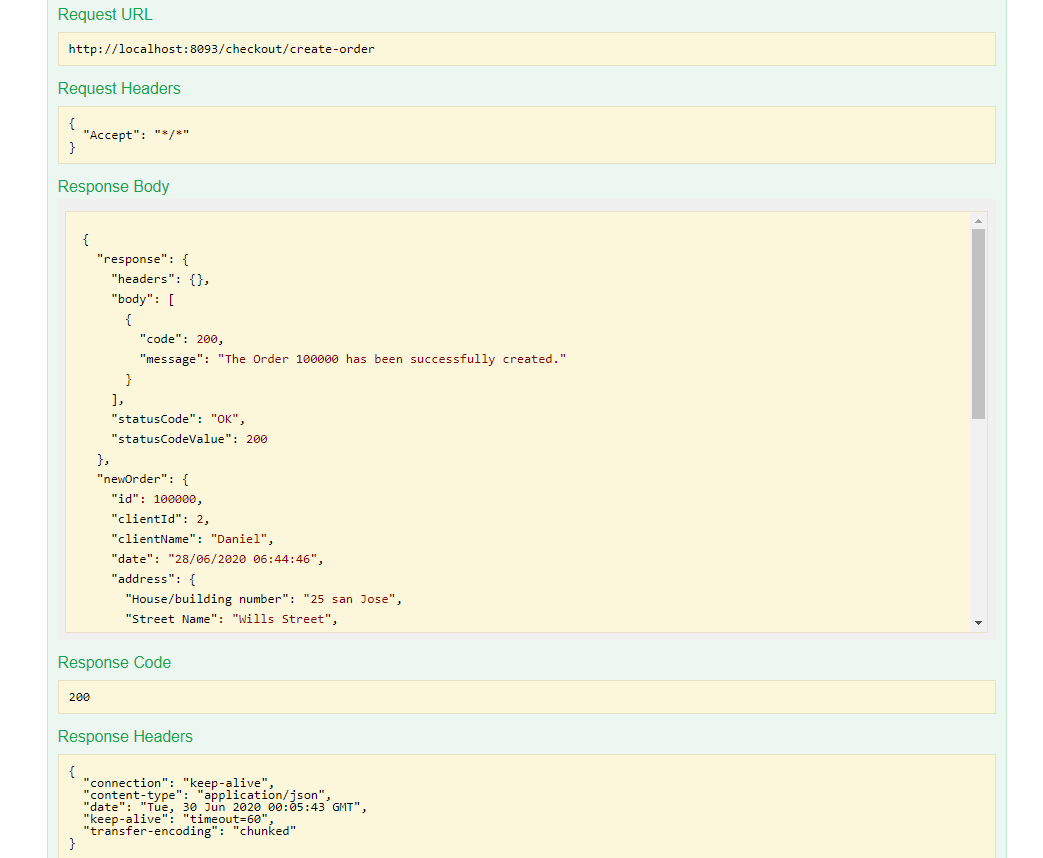 Request URL
http://localhost:8093/checkout/create-order
Request Headers
{
  "Accept": "*/*"
}
Response Body
{
  "response": {
    "headers": {},
    "body": [
      {
        "code": 200,
        "message": "The Order 100000 has been successfully created."
      }
    ],
    "statusCode": "OK",
    "statusCodeValue": 200
  },
  "newOrder": {
    "id": 100000,
    "clientId": 2,
    "clientName": "Daniel",
    "date": "28/06/2020 06:44:46",
    "address": {
      "House/building number": "25 san Jose",
      "Street Name": "Wills Street",
Response Code
200
Response Headers
{
  "connection": "keep-alive",
  "content-type": "application/json",
  "date": "Tue, 30 Jun 2020 00:05:43 GMT",
  "keep-alive": "timeout=60",
  "transfer-encoding": "chunked"
}